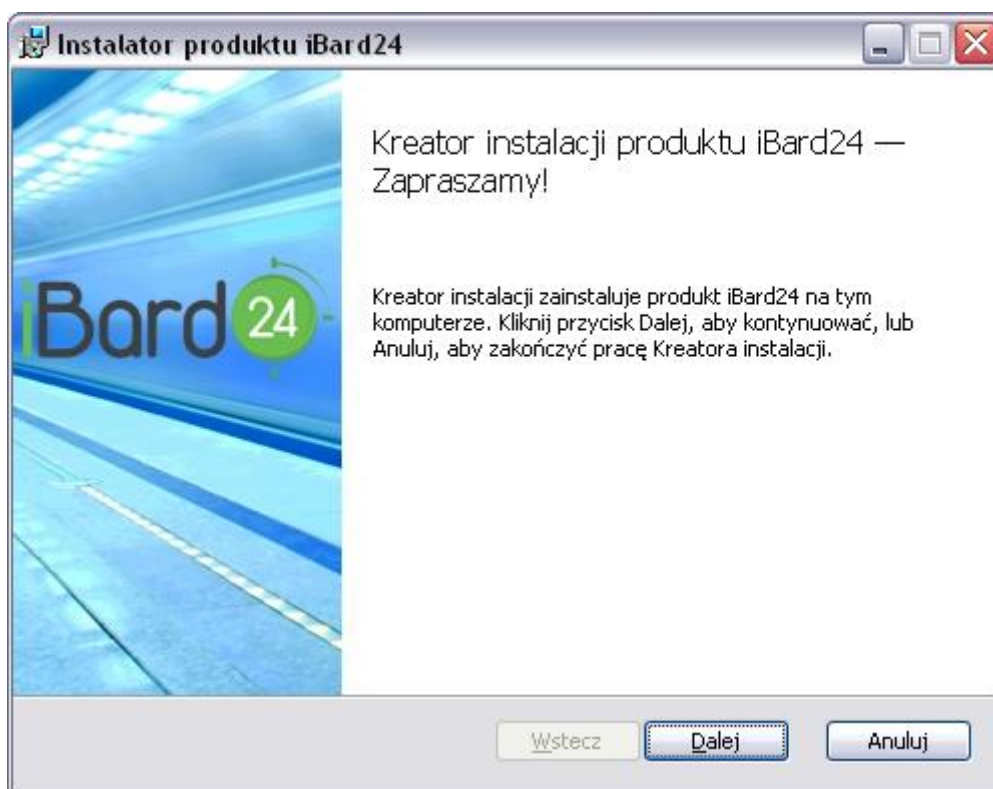 Instalator produktu iBard24
Kreator instalacji produktu iBard24 —
Zapraszamy!
Kreator instalacji zainstaluje produkt iBard24 na tym
komputerze. Kliknij przycisk Dalej, aby kontynuować, lub
Anuluj, aby zakończyć pracę Kreatora instalacji.
iBard24
Wstecz
Dalej
Anuluj